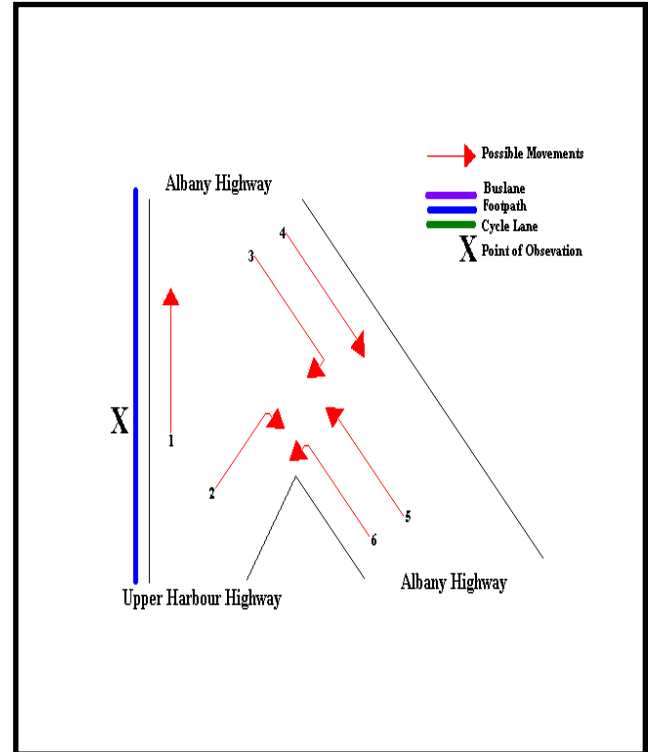 Possible Movements
Albany Highway
Buslane
Footpath
Cycle Lane
4
X Point of Obsevation
3
X
1
2
5
6
Albany Highway
Upper Harbour Highway